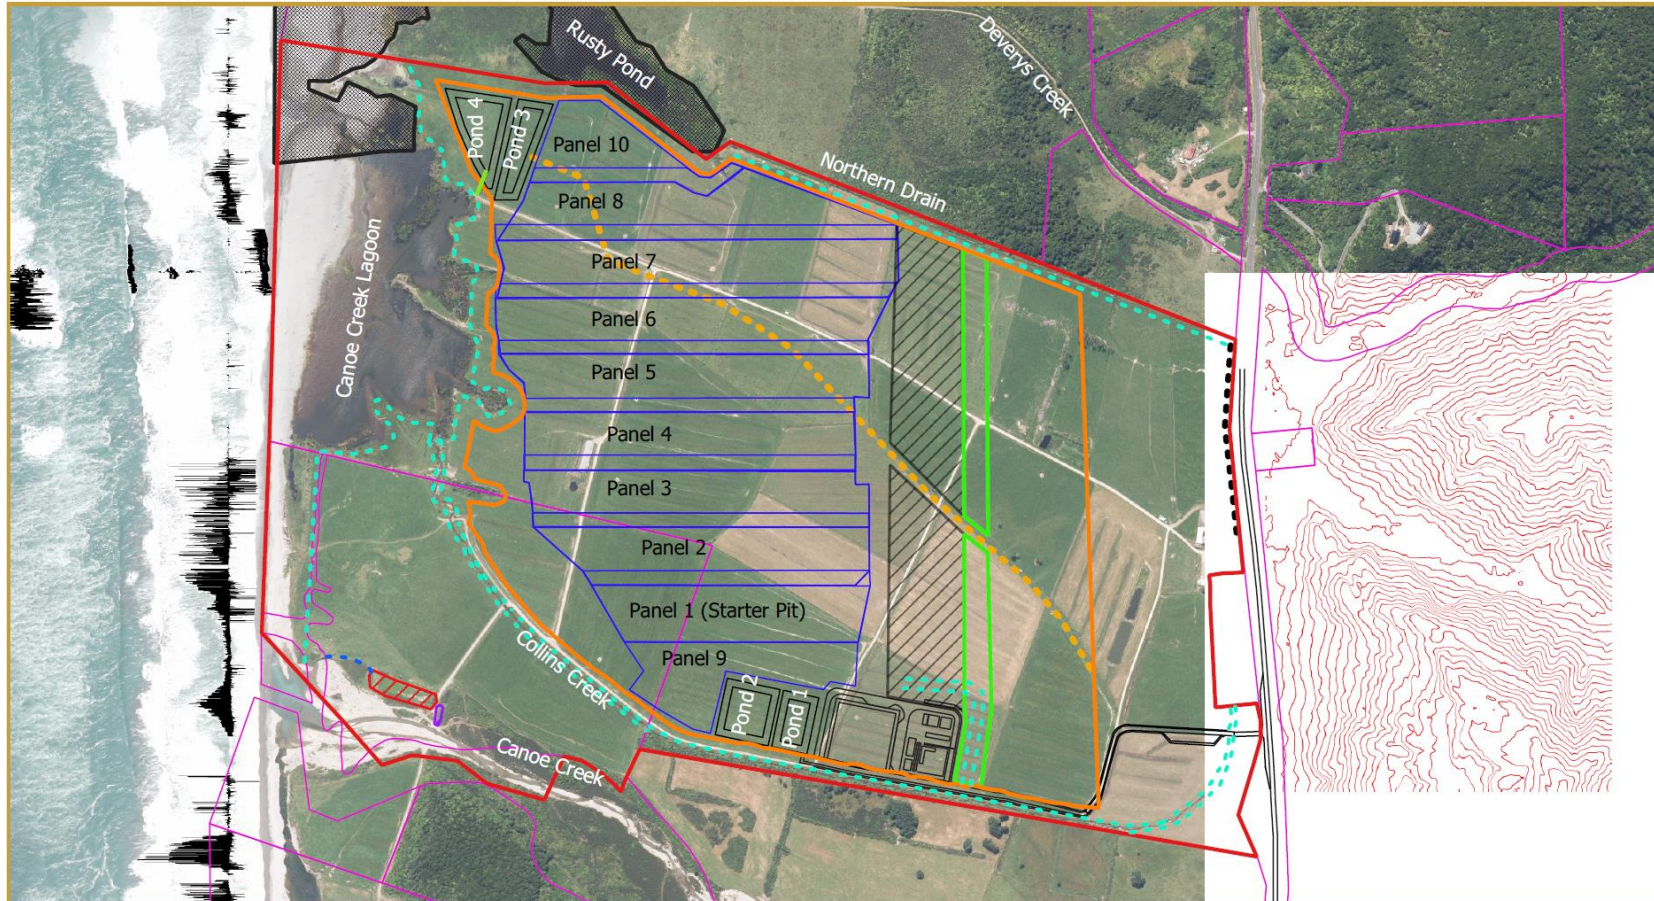 Rusty Pond
Deverys Creek
Pond 4
Pond 3
Panel 10
Northern Drain
Panel 8
Canoe Creek Lagoon
Panel 7
Panel 6
Panel 5
Panel 4
Panel 3
Panel 2
Panel 1 (Starter Pit)
Panel 9
Collins Creek
Pond 2
Pond 1
Canoe Creek